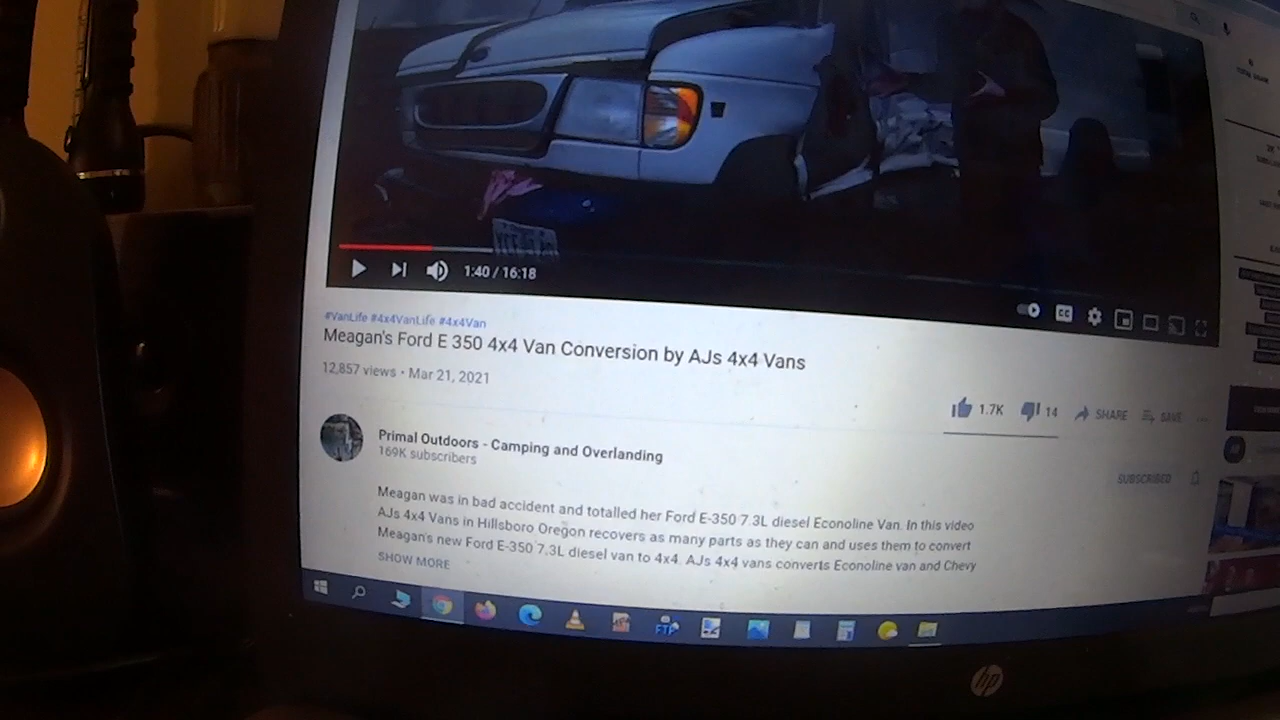 1:40 / 16:18
CC
#VanLife #4x4VanLife #4x4Van
Meagan's Ford E 350 4x4 Van Conversion by AJs 4x4 Vans
12,857 views • Mar 21, 2021
1.7K 14 SHARE SAVE
Primal Outdoors - Camping and Overlanding
169K subscribers
SUBSCRIBED
Meagan was in bad accident and totalled her Ford E-350 7.3L diesel Econoline Van. In this video
AJs 4x4 Vans in Hillsboro Oregon recovers as many parts as they can and uses them to convert
Meagan's new Ford E-350 7.3L diesel van to 4x4. AJs 4x4 vans converts Econoline van and Chevy
SHOW MORE
FTP
hp